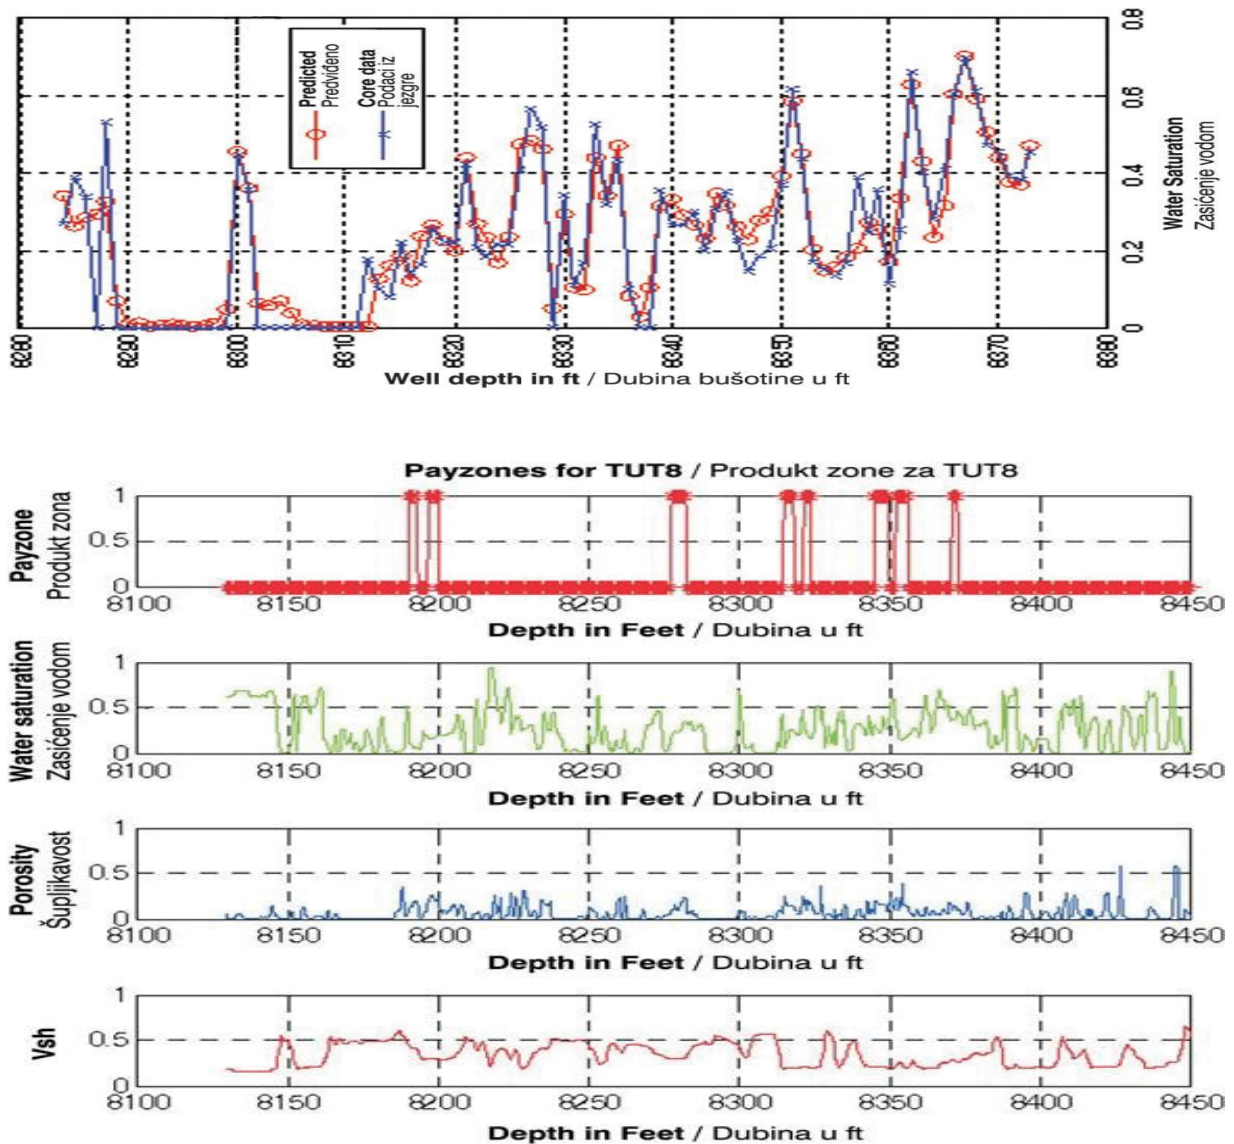 Predicted
Predviđeno
Core data
Podaci iz
jezgre
0.8
0.6
0.4
0.2
0
Water Saturation
Zasićenje vodom
8280 8290 8300 8310 8320 8330 8340 8350 8360 8370 8380
Well depth in ft / Dubina bušotine u ft
Payzones for TUT8 / Produkt zone za TUT8
Payzone
Produkt zona
1
0.5
0
8100 8150 8200 8250 8300 8350 8400 8450
Depth in Feet / Dubina u ft
Water saturation
Zasićenje vodom
1
0.5
0
8100 8150 8200 8250 8300 8350 8400 8450
Depth in Feet / Dubina u ft
Porosity
Šupljikavost
1
0.5
0
8100 8150 8200 8250 8300 8350 8400 8450
Depth in Feet / Dubina u ft
Vsh
1
0.5
0
8100 8150 8200 8250 8300 8350 8400 8450
Depth in Feet / Dubina u ft